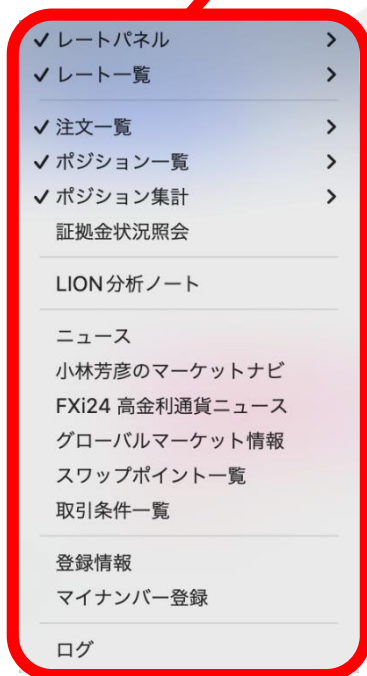 ✓ レートパネル >
✓ レート一覧 >
✓ 注文一覧 >
✓ ポジション一覧 >
✓ ポジション集計 >
証拠金状況照会
LION分析ノート
ニュース
小林芳彦のマーケットナビ
FXi24 高金利通貨ニュース
グローバルマーケット情報
スワップポイント一覧
取引条件一覧
登録情報
マイナンバー登録
ログ